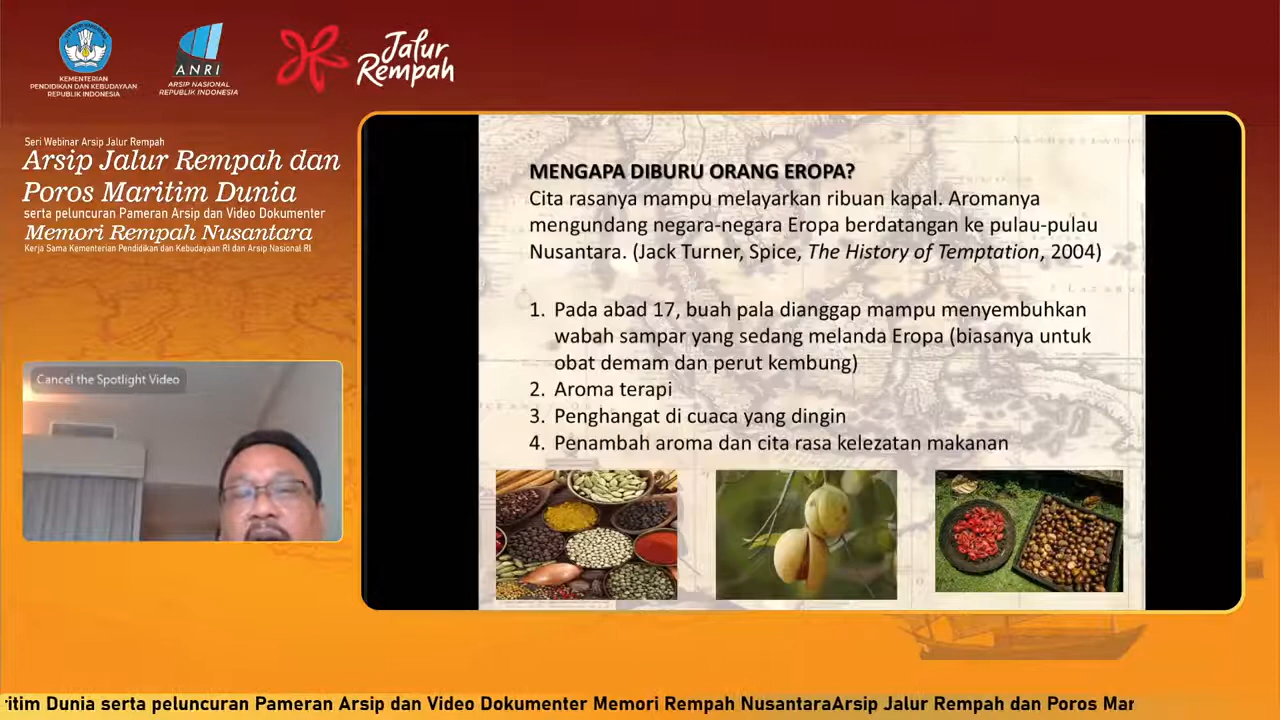 KEMENTERIAN
PENDIDIKAN DAN KEBUDAYAAN
REPUBLIK INDONESIA
ANRI
ARSIP NASIONAL
REPUBLIK INDONESIA
Jalur
Rempah
Seri Webinar Arsip Jalur Rempah
Arsip Jalur Rempah dan
Poros Maritim Dunia
serta peluncuran Pameran Arsip dan Video Dokumenter
Memori Rempah Nusantara
Kerja Sama Kementerian Pendidikan dan Kebudayaan RI dan Arsip Nasional RI
Cancel the Spotlight Video
MENGAPA DIBURU ORANG EROPA?
Cita rasanya mampu melayarkan ribuan kapal. Aromanya
mengundang negara-negara Eropa berdatangan ke pulau-pulau
Nusantara. (Jack Turner, Spice, The History of Temptation, 2004)
1. Pada abad 17, buah pala dianggap mampu menyembuhkan
wabah sampar yang sedang melanda Eropa (biasanya untuk
obat demam dan perut kembung)
2. Aroma terapi
3. Penghangat di cuaca yang dingin
4. Penambah aroma dan cita rasa kelezatan makanan
itim Dunia serta peluncuran Pameran Arsip dan Video Dokumenter Memori Rempah NusantaraArsip Jalur Rempah dan Poros Mar